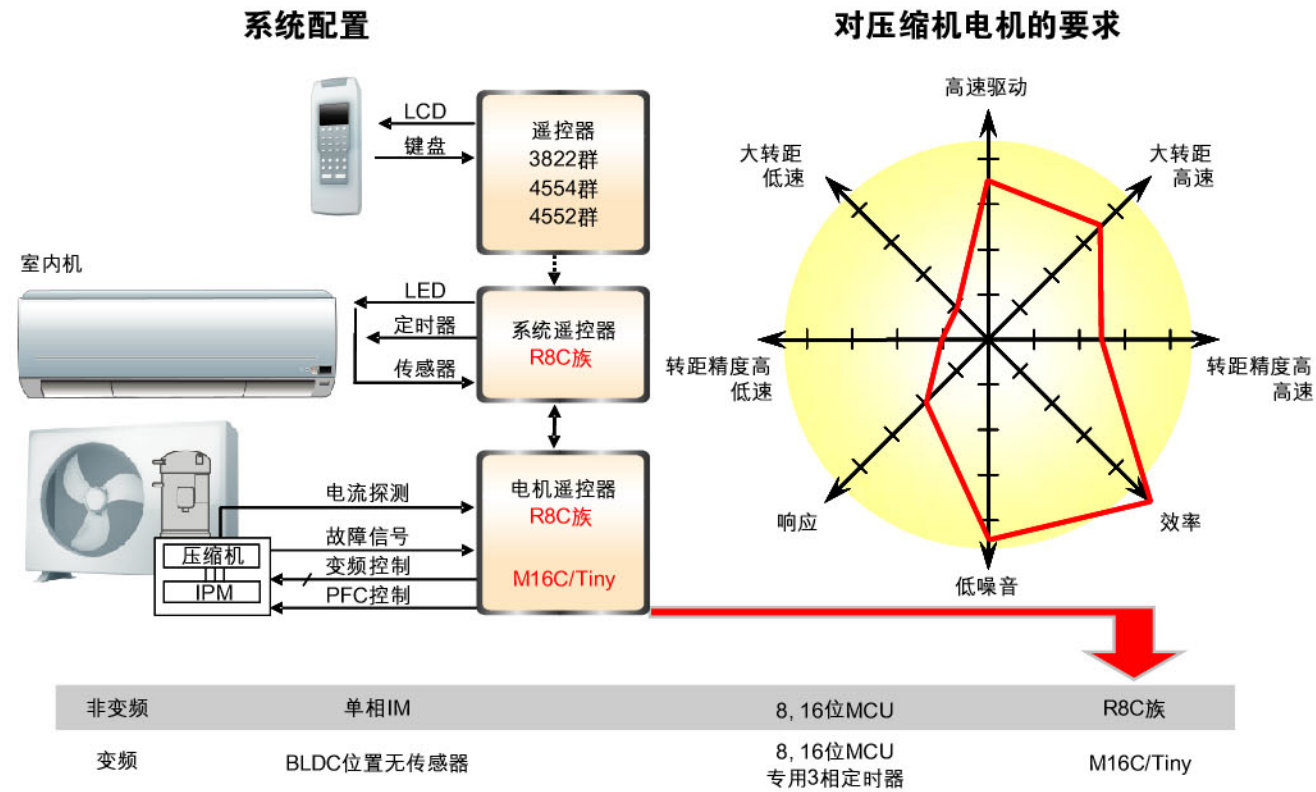 系统配置
对压缩机电机的要求
LCD
键盘
遥控器
3822群
4554群
4552群
室内机
LED
定时器
传感器
系统遥控器
R8C族
电流探测
故障信号
变频控制
PFC控制
压缩机
IPM
电机遥控器
R8C族
M16C/Tiny
高速驱动
大转距
高速
转距精度高
高速
效率
低噪音
响应
转距精度高
低速
大转距
低速
非变频 单相IM 8, 16位MCU R8C族
变频 BLDC位置无传感器 8, 16位MCU
专用3相定时器 M16C/Tiny